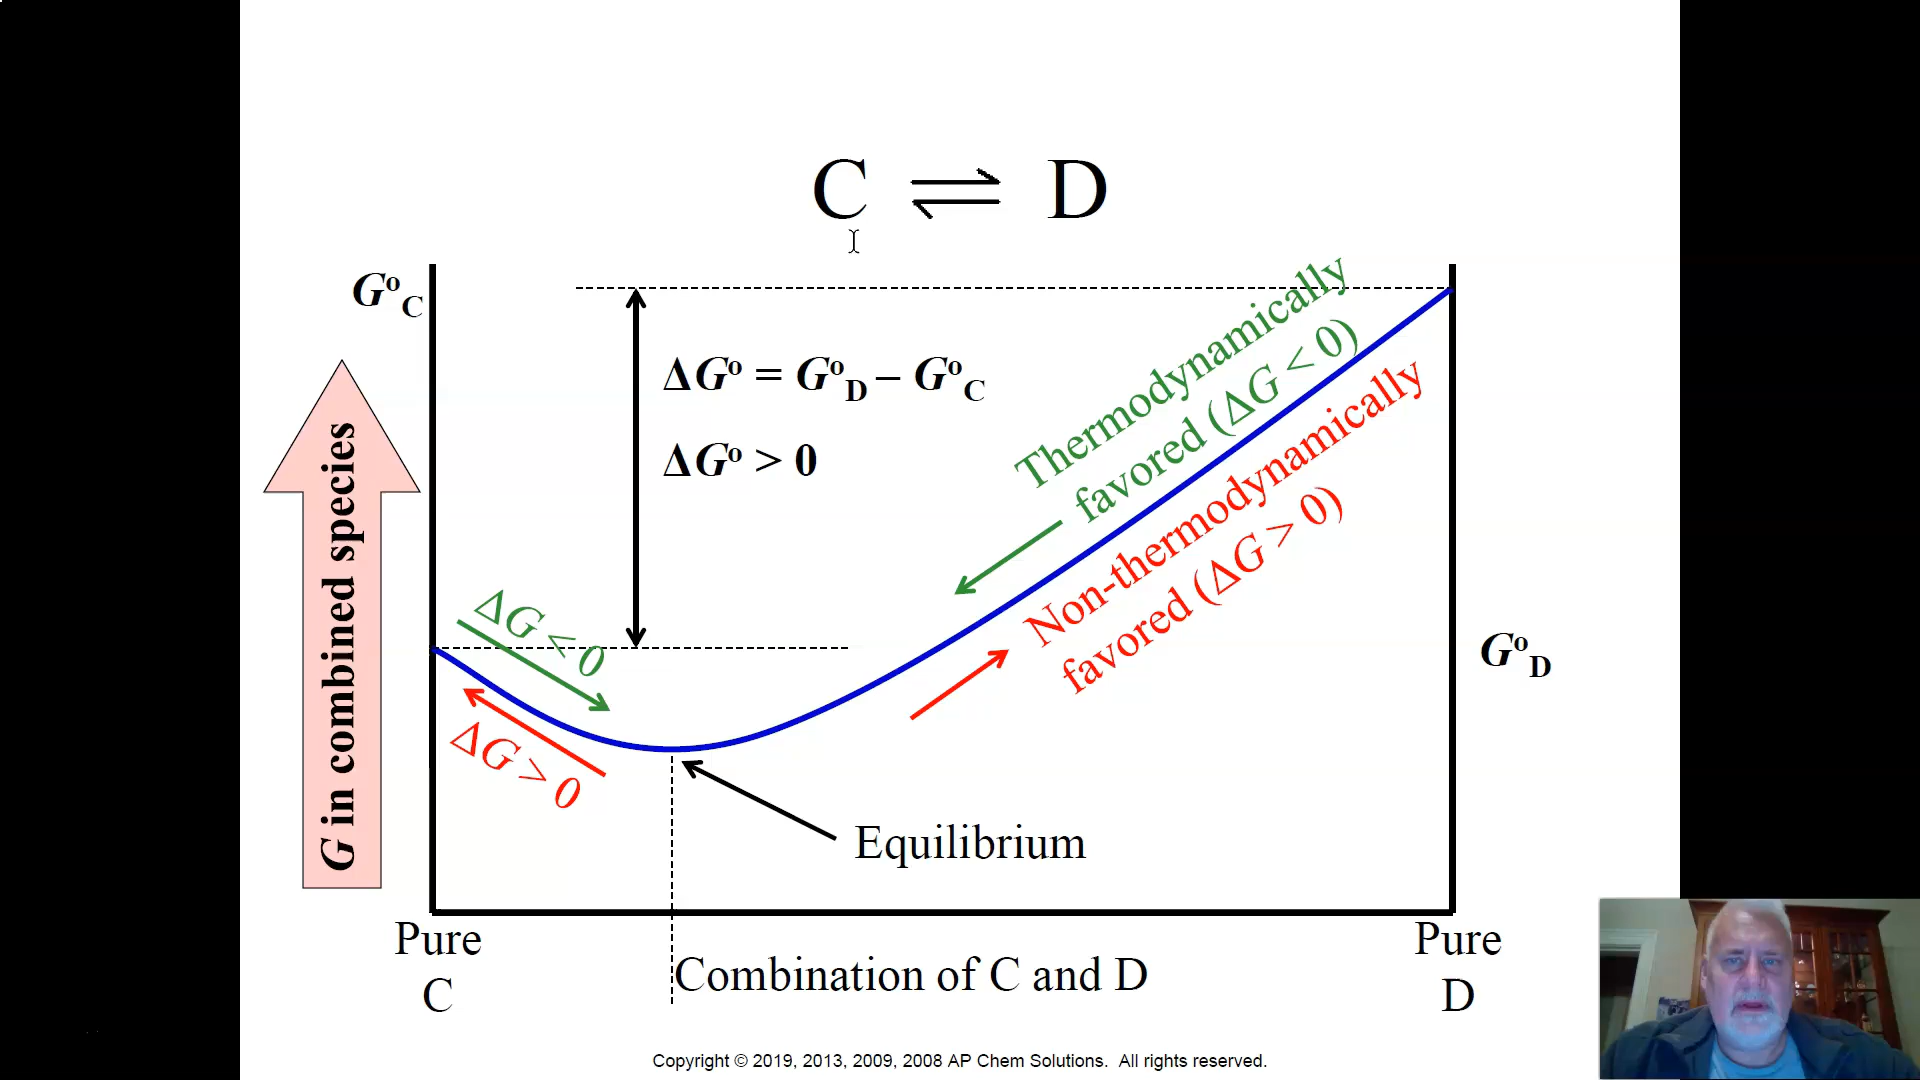 C ⇌ D
G°C
ΔG° = G°D – G°C
ΔG° > 0
Thermodynamically
favored (ΔG < 0)
Non-thermodynamically
favored (ΔG > 0)
ΔG < 0
ΔG > 0
G in combined species
G°D
Equilibrium
Pure
C
Combination of C and D
Pure
D
Copyright © 2019, 2013, 2009, 2008 AP Chem Solutions. All rights reserved.